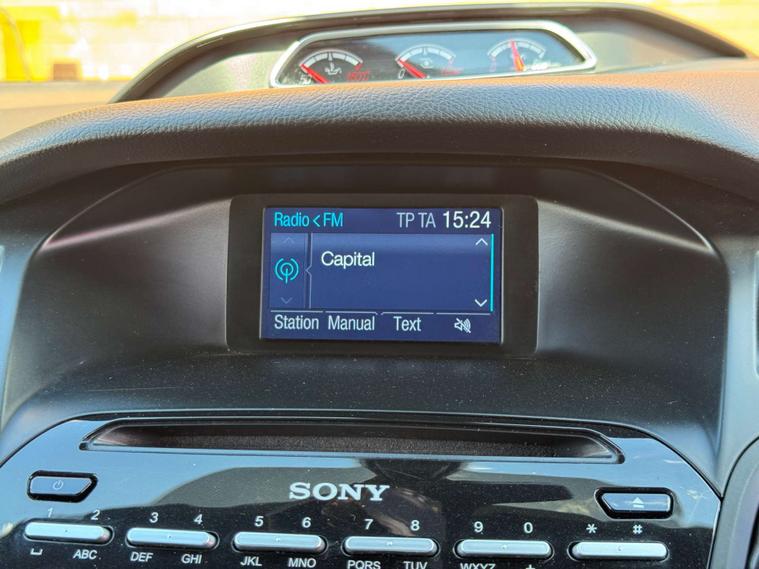 Radio < FM TP TA 15:24
Capital
Station Manual Text
SONY
1 2 3 4 5 6 7 8 9 0 * #
ABC DEF GHI JKL MNO PQRS TUV WXYZ +